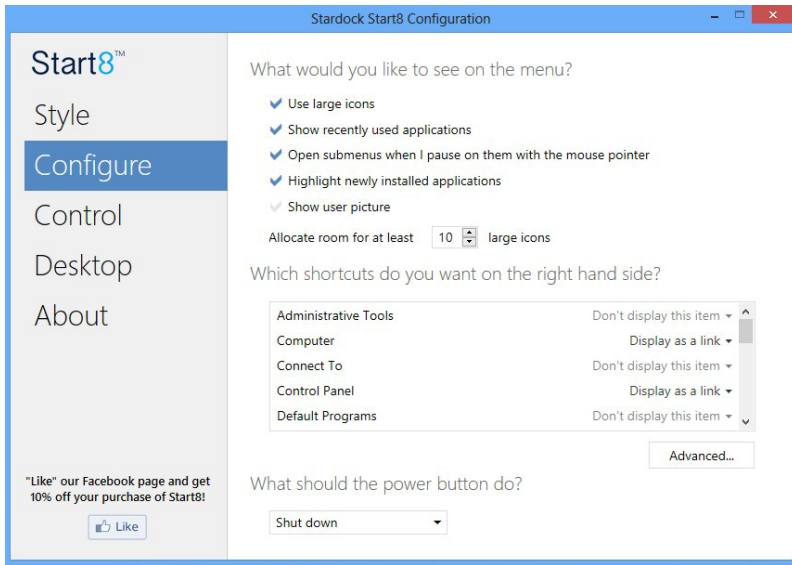 Stardock Start8 Configuration
Start8™
Style
Configure
Control
Desktop
About
"Like" our Facebook page and get
10% off your purchase of Start8!
Like
What would you like to see on the menu?
Use large icons
Show recently used applications
Open submenus when I pause on them with the mouse pointer
Highlight newly installed applications
Show user picture
Allocate room for at least 10 large icons
Which shortcuts do you want on the right hand side?
Administrative Tools Don't display this item
Computer Display as a link
Connect To Don't display this item
Control Panel Display as a link
Default Programs Don't display this item
Advanced...
What should the power button do?
Shut down